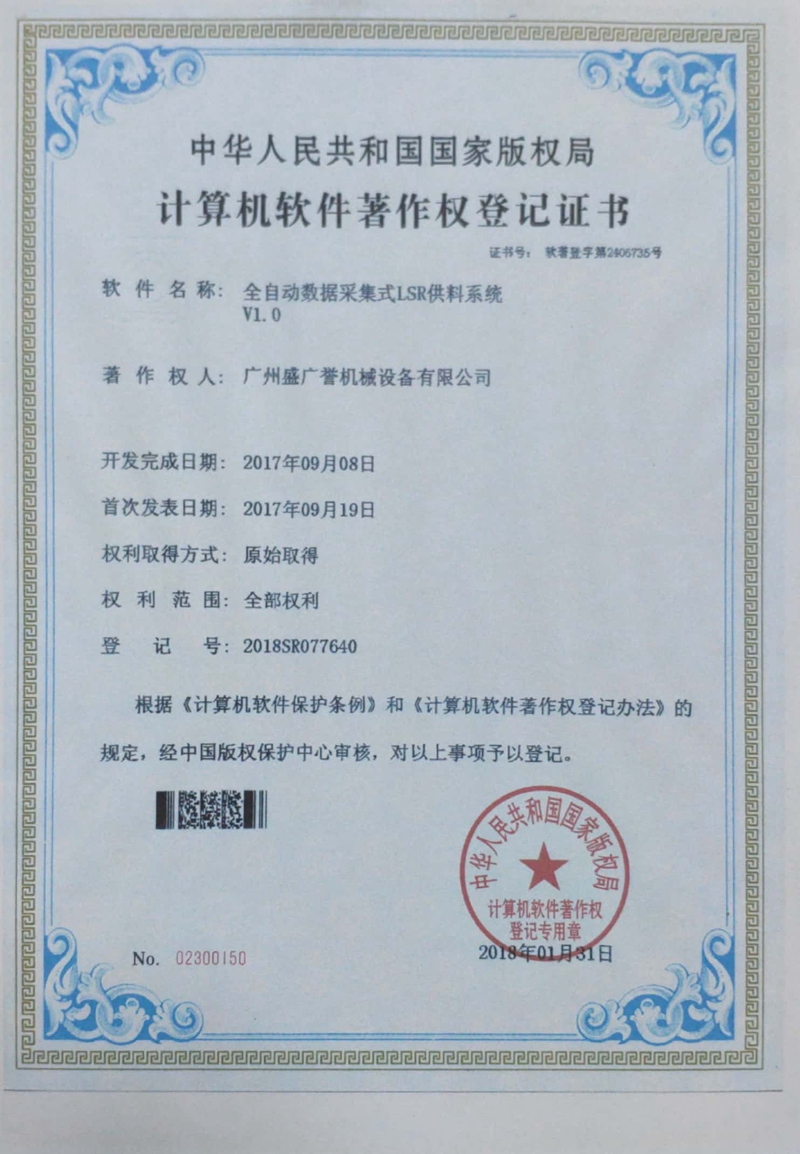 中华人民共和国国家版权局
计算机软件著作权登记证书
证书号： 软著登字第2406735号
软件名称： 全自动数据采集式LSR供料系统
V1.0
著作权人： 广州盛广誉机械设备有限公司
开发完成日期： 2017年09月08日
首次发表日期： 2017年09月19日
权利取得方式： 原始取得
权利范围： 全部权利
登记号： 2018SR077640
根据《计算机软件保护条例》和《计算机软件著作权登记办法》的
规定，经中国版权保护中心审核，对以上事项予以登记。
中华人民共和国国家版权局
计算机软件著作权
登记专用章
No. 02300150
2018年01月31日